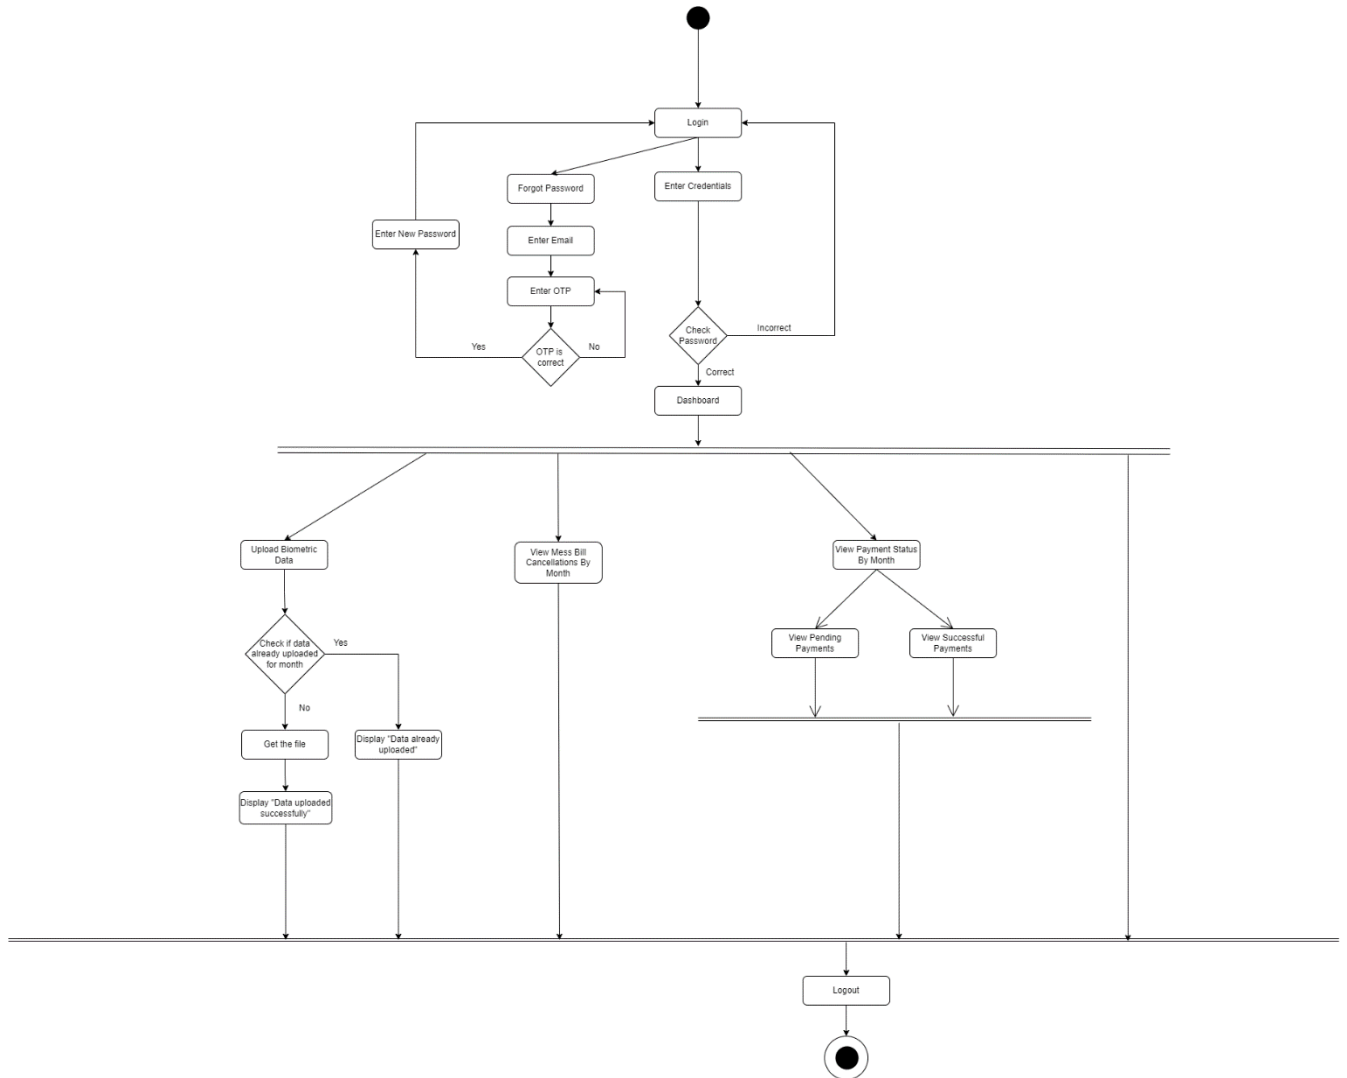 Login
Forgot Password
Enter Credentials
Enter New Password
Enter Email
Enter OTP
Check
Password
Incorrect
Yes
OTP is
correct
No
Correct
Dashboard
Upload Biometric
Data
View Mess Bill
Cancellations By
Month
View Payment Status
By Month
Check if data
already uploaded
for month
Yes
View Pending
Payments
View Successful
Payments
No
Get the file
Display "Data already
uploaded"
Display "Data uploaded
successfully"
Logout